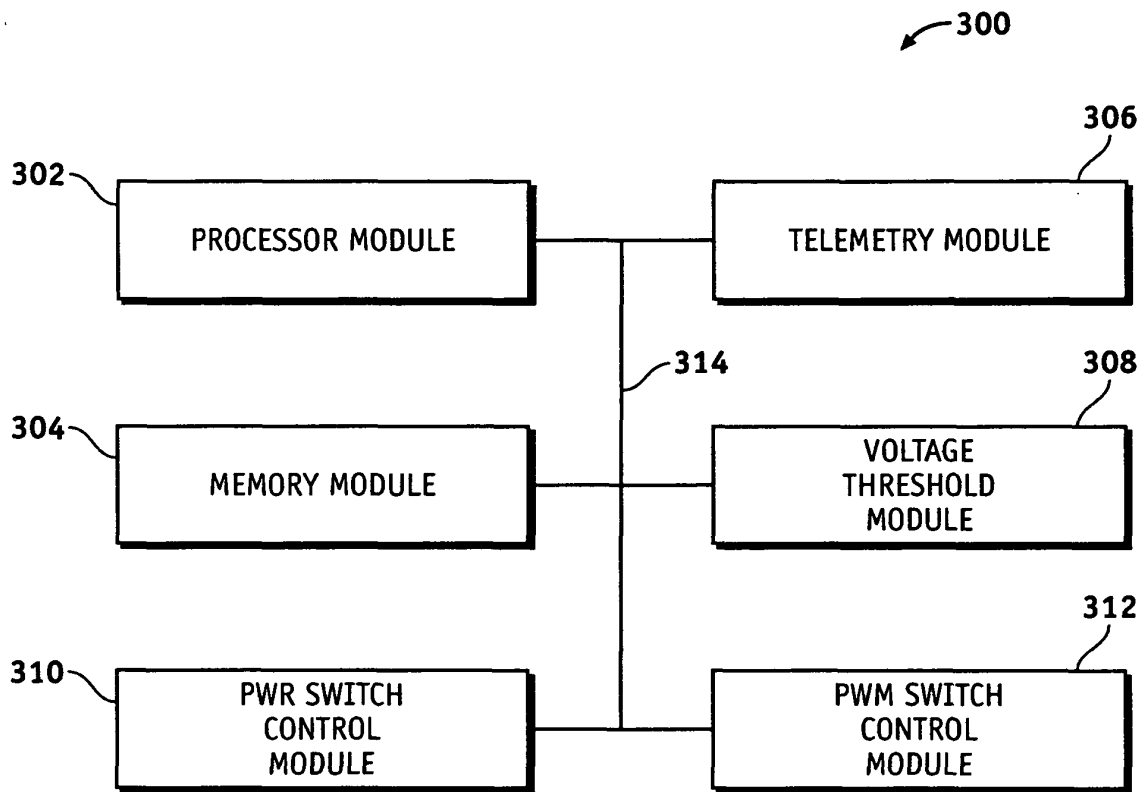 300
306
302
PROCESSOR MODULE
TELEMETRY MODULE
314
308
304
MEMORY MODULE
VOLTAGE
THRESHOLD
MODULE
312
310
PWR SWITCH
CONTROL
MODULE
PWM SWITCH
CONTROL
MODULE